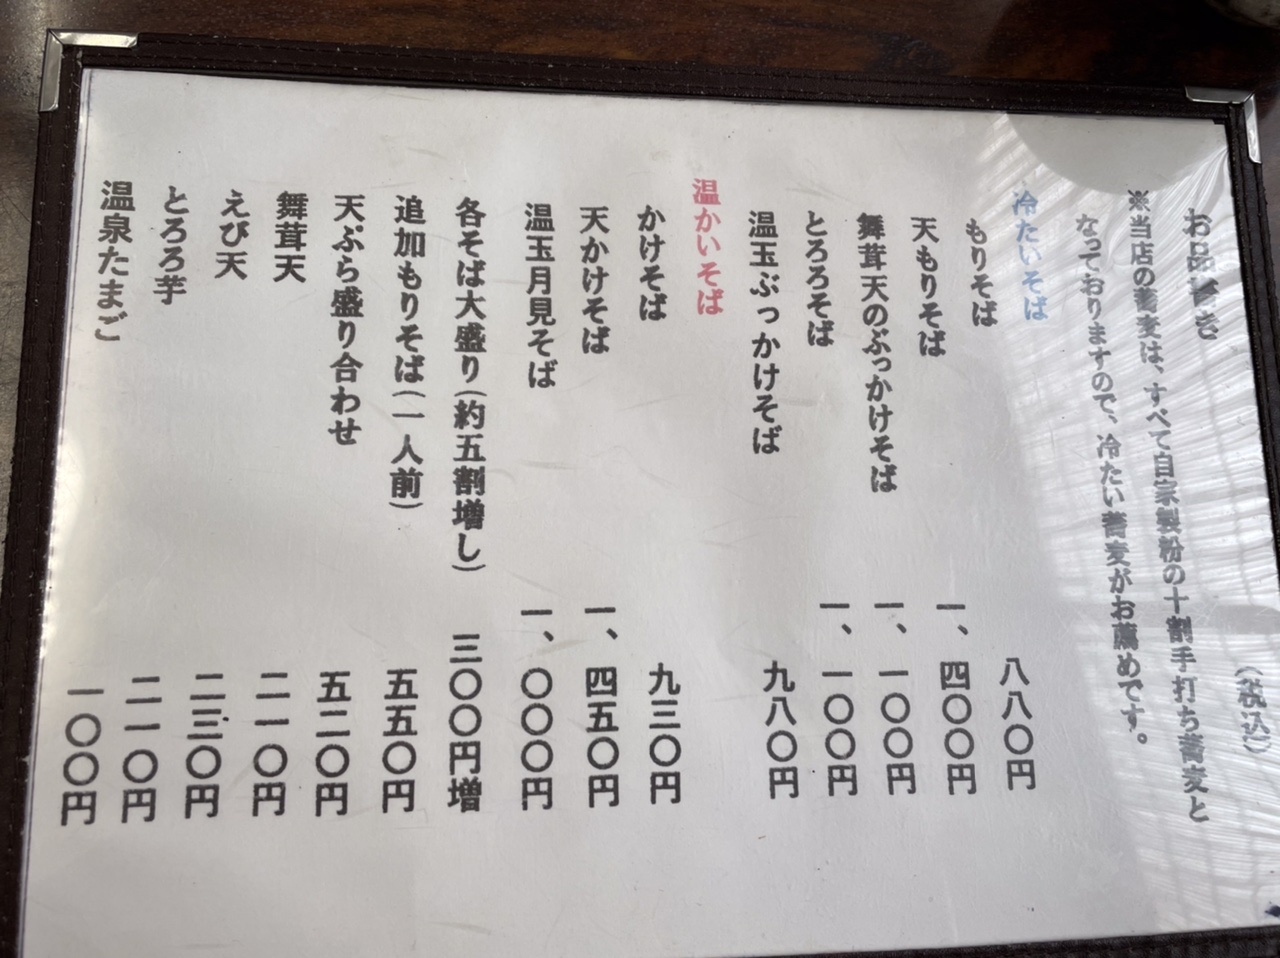 お品書き
(税込)
※当店の蕎麦は、すべて自家製粉の十割手打ち蕎麦と
なっておりますので、冷たい蕎麦がお薦めです。
冷たいそば
もりそば 八八〇円
天もりそば 一、四〇〇円
舞茸天のぶっかけそば 一、一〇〇円
とろろそば 一、一〇〇円
温玉ぶっかけそば 九八〇円
温かいそば
かけそば 九三〇円
天かけそば 一、四五〇円
温玉月見そば 一、〇〇〇円
各そば大盛り(約五割増し) 三〇〇円増
追加もりそば(一人前) 五五〇円
天ぷら盛り合わせ 五二〇円
舞茸天 二一〇円
えび天 二三〇円
とろろ芋 二一〇円
温泉たまご 一〇〇円